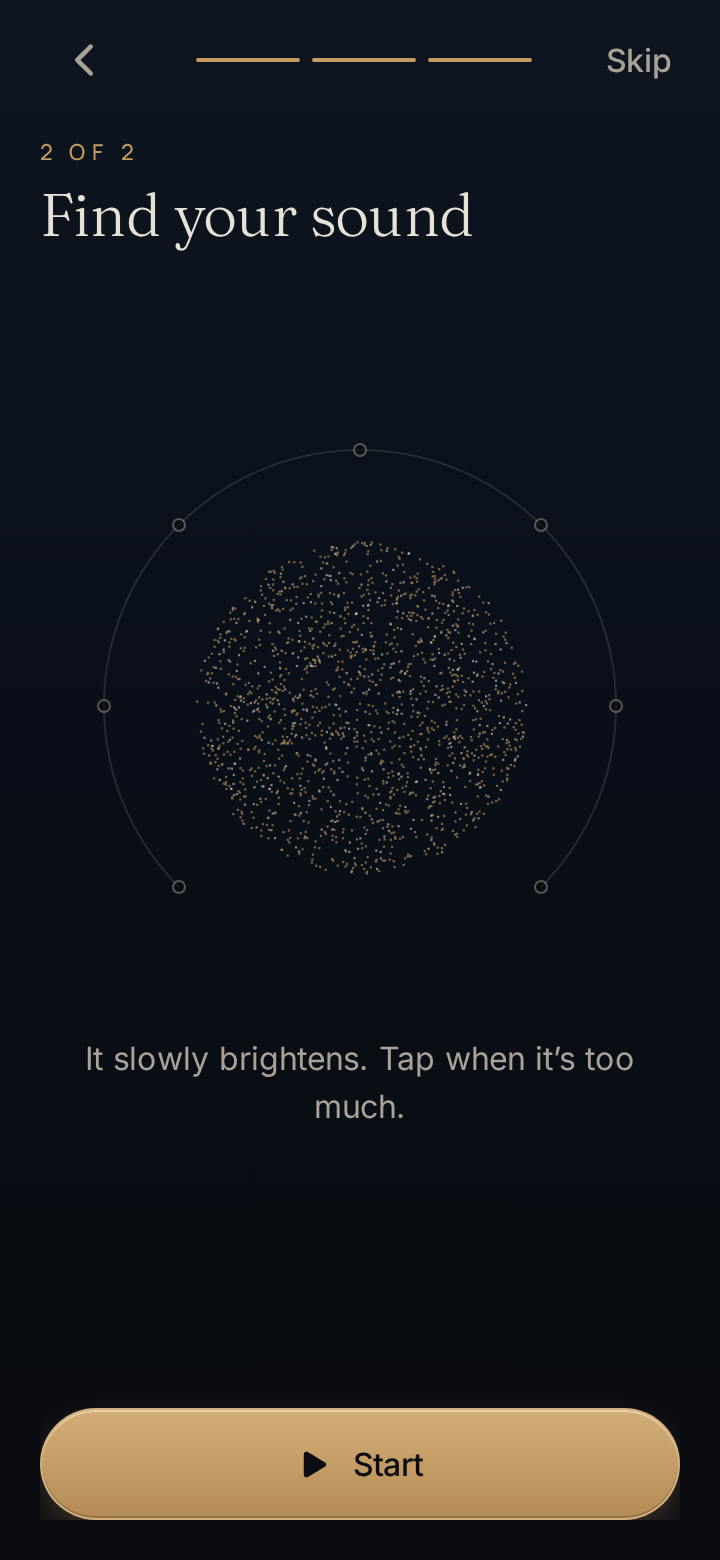 Skip
2 OF 2
Find your sound
It slowly brightens. Tap when it’s too
much.
Start